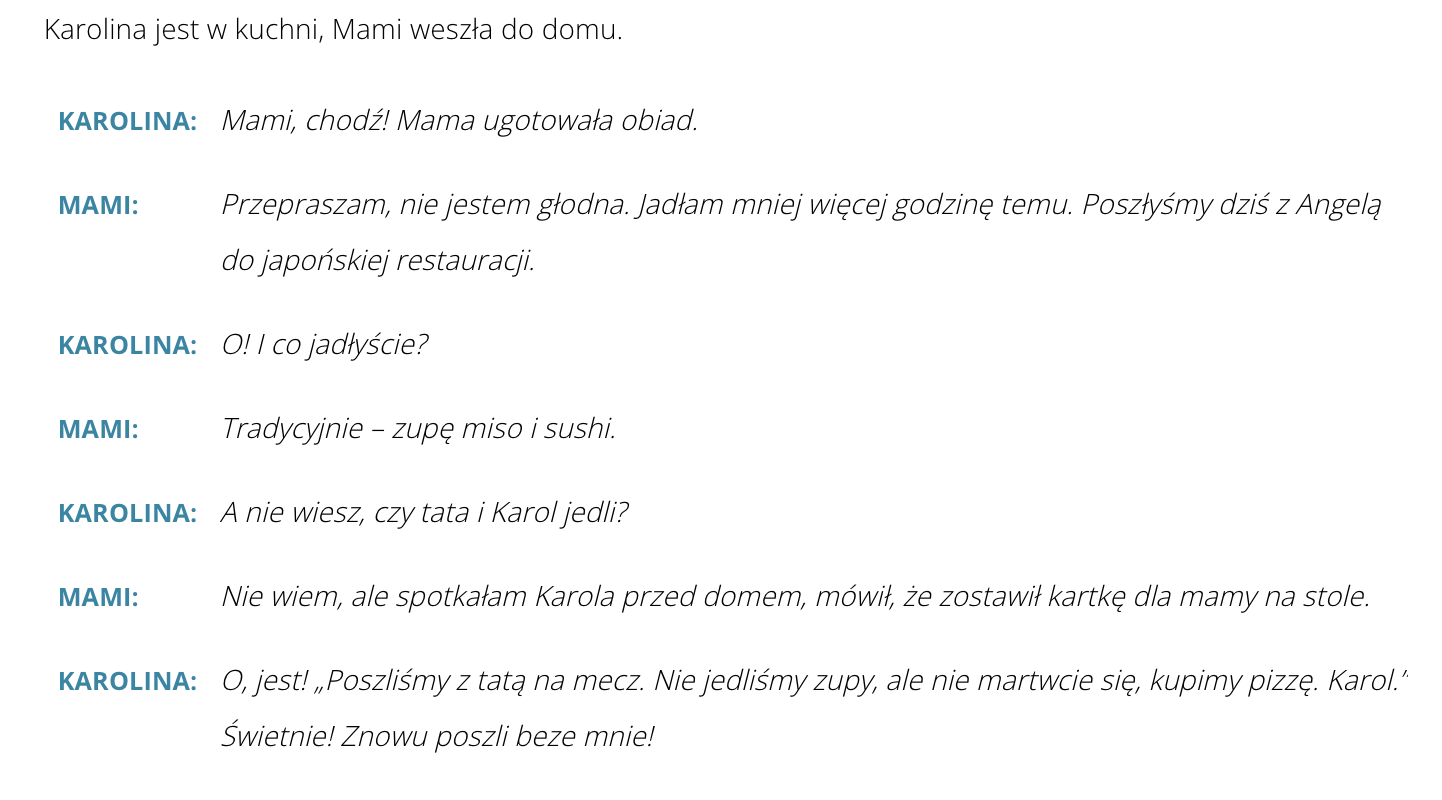 Karolina jest w kuchni, Mami weszła do domu.
KAROLINA: Mami, chodź! Mama ugotowała obiad.
MAMI: Przepraszam, nie jestem głodna. Jadłam mniej więcej godzinę temu. Poszłyśmy dziś z Angelą
do japońskiej restauracji.
KAROLINA: O! I co jadłyście?
MAMI: Tradycyjnie – zupę miso i sushi.
KAROLINA: A nie wiesz, czy tata i Karol jedli?
MAMI: Nie wiem, ale spotkałam Karola przed domem, mówił, że zostawił kartkę dla mamy na stole.
KAROLINA: O, jest! „Poszliśmy z tatą na mecz. Nie jedliśmy zupy, ale nie martwcie się, kupimy pizzę. Karol.”
Świetnie! Znowu poszli beze mnie!